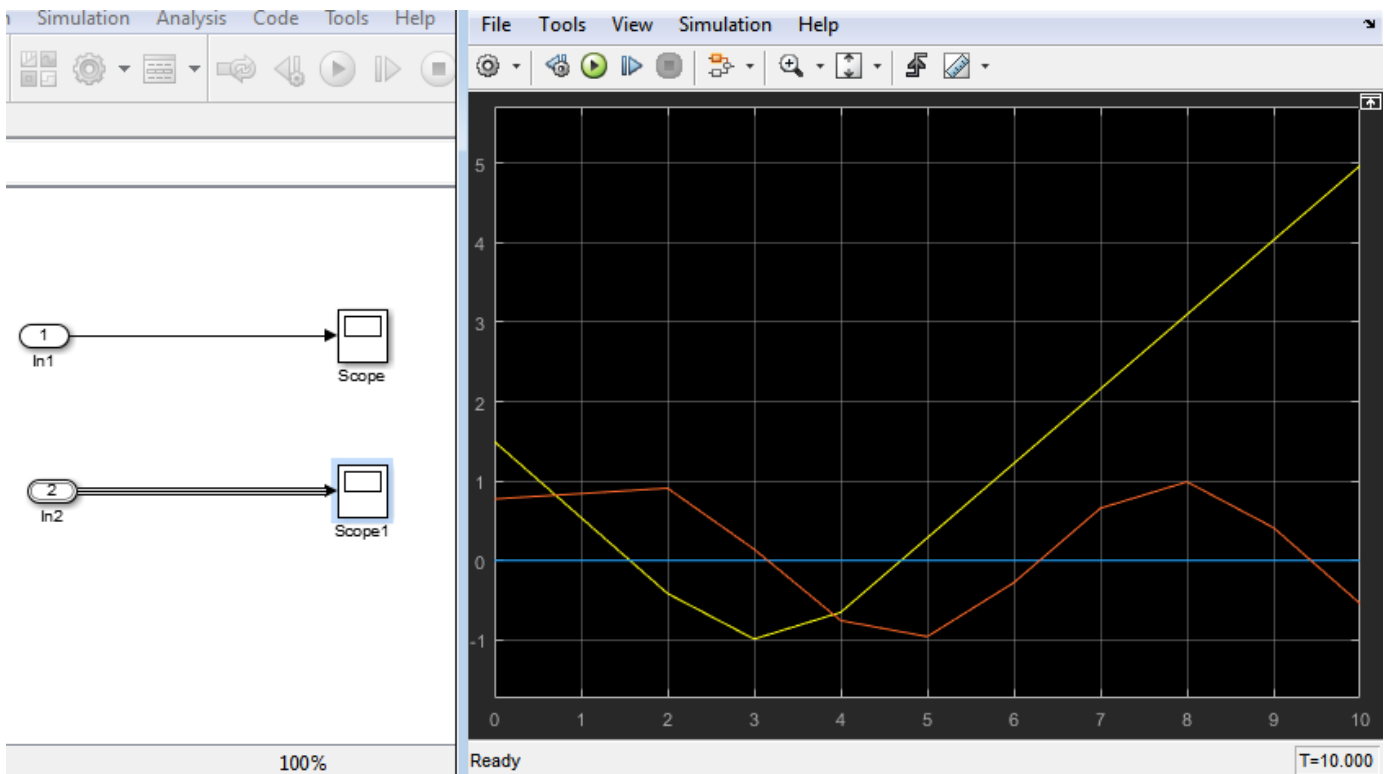 Simulation Analysis Code Tools Help
1
In1
Scope
2
In2
Scope1
100%
File Tools View Simulation Help
5
4
3
2
1
0
-1
0 1 2 3 4 5 6 7 8 9 10
Ready T=10.000